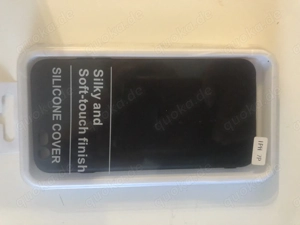 Silky and
Soft-touch finish
SILICONE COVER
quoka.de